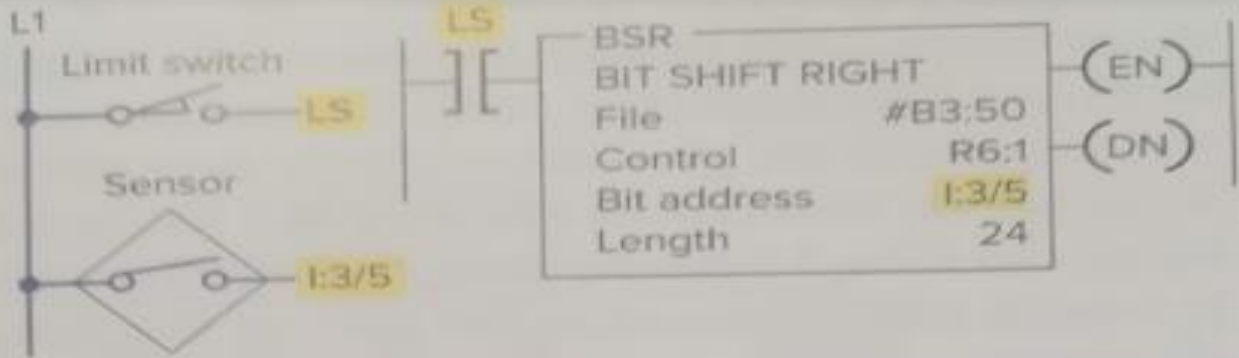 L1
Limit switch
LS
Sensor
I:3/5
LS
BSR
BIT SHIFT RIGHT
File #B3:50
Control R6:1
Bit address I:3/5
Length 24
EN
DN